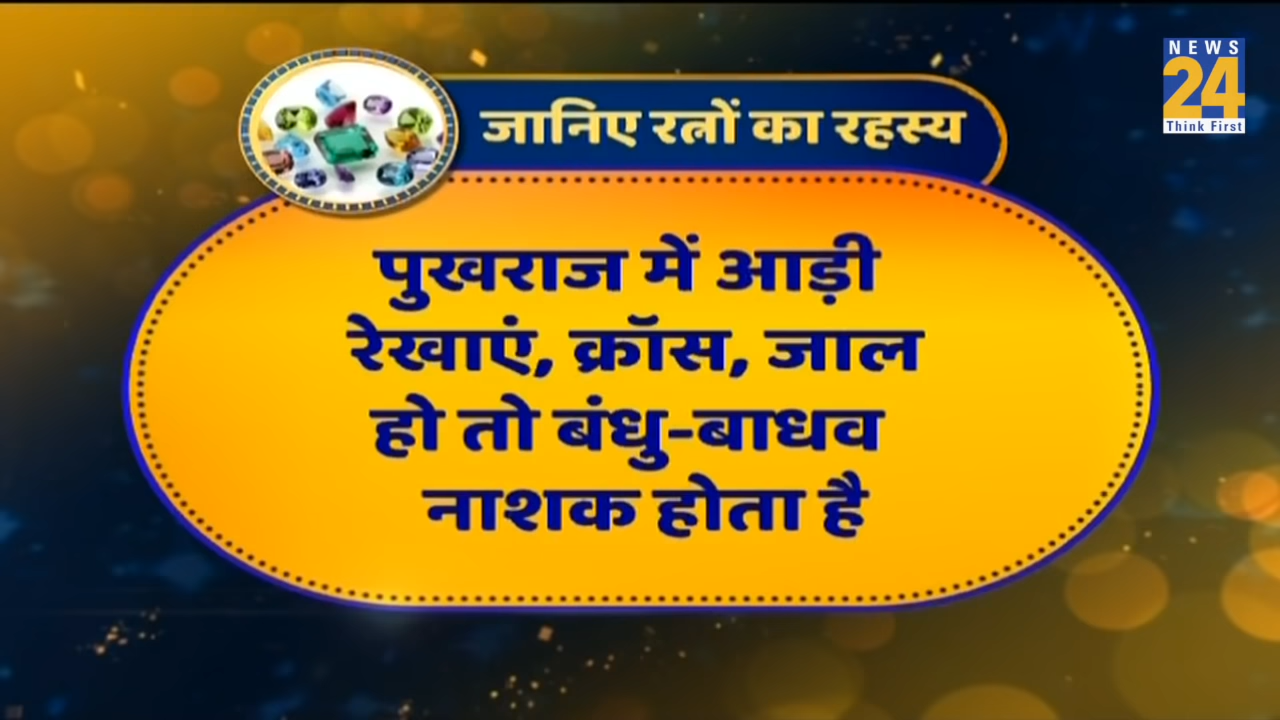 जानिए रत्नों का रहस्य
NEWS
24
Think First
पुखराज में आड़ी
रेखाएं, क्रॉस, जाल
हो तो बंधु-बाधव
नाशक होता है